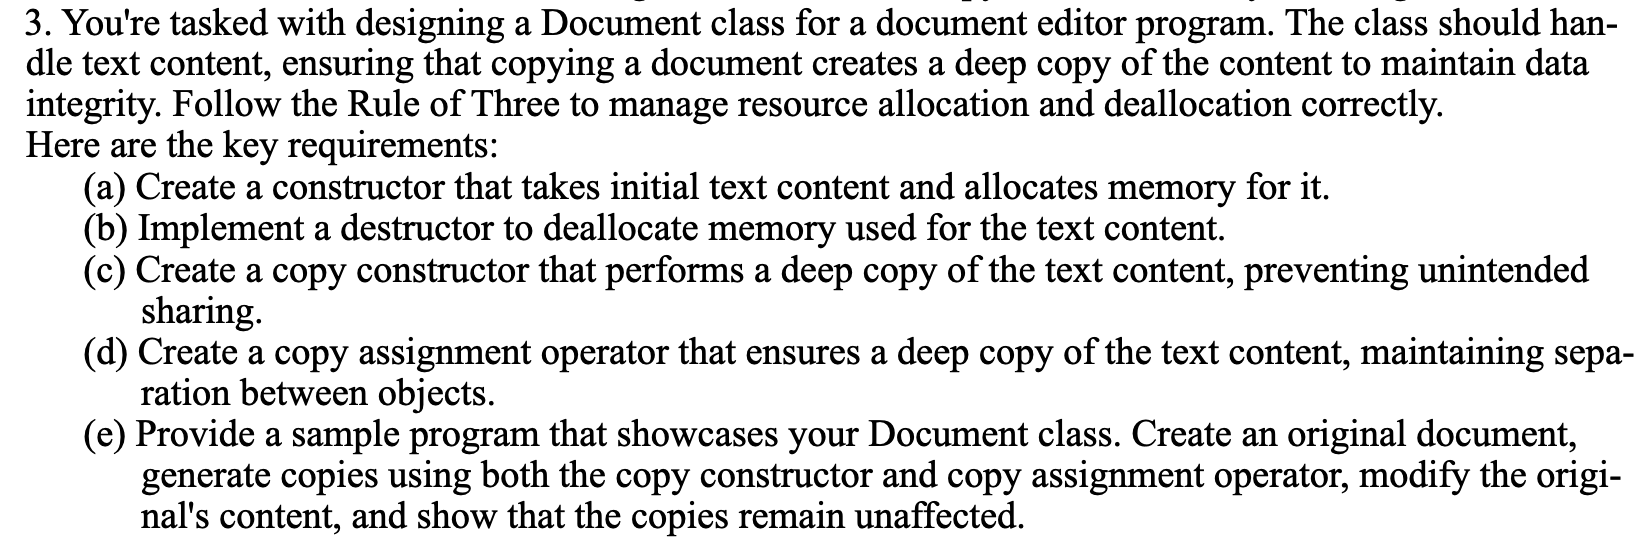 3. You're tasked with designing a Document class for a document editor program. The class should han-
dle text content, ensuring that copying a document creates a deep copy of the content to maintain data
integrity. Follow the Rule of Three to manage resource allocation and deallocation correctly.
Here are the key requirements:
(a) Create a constructor that takes initial text content and allocates memory for it.
(b) Implement a destructor to deallocate memory used for the text content.
(c) Create a copy constructor that performs a deep copy of the text content, preventing unintended
sharing.
(d) Create a copy assignment operator that ensures a deep copy of the text content, maintaining sepa-
ration between objects.
(e) Provide a sample program that showcases your Document class. Create an original document,
generate copies using both the copy constructor and copy assignment operator, modify the origi-
nal's content, and show that the copies remain unaffected.